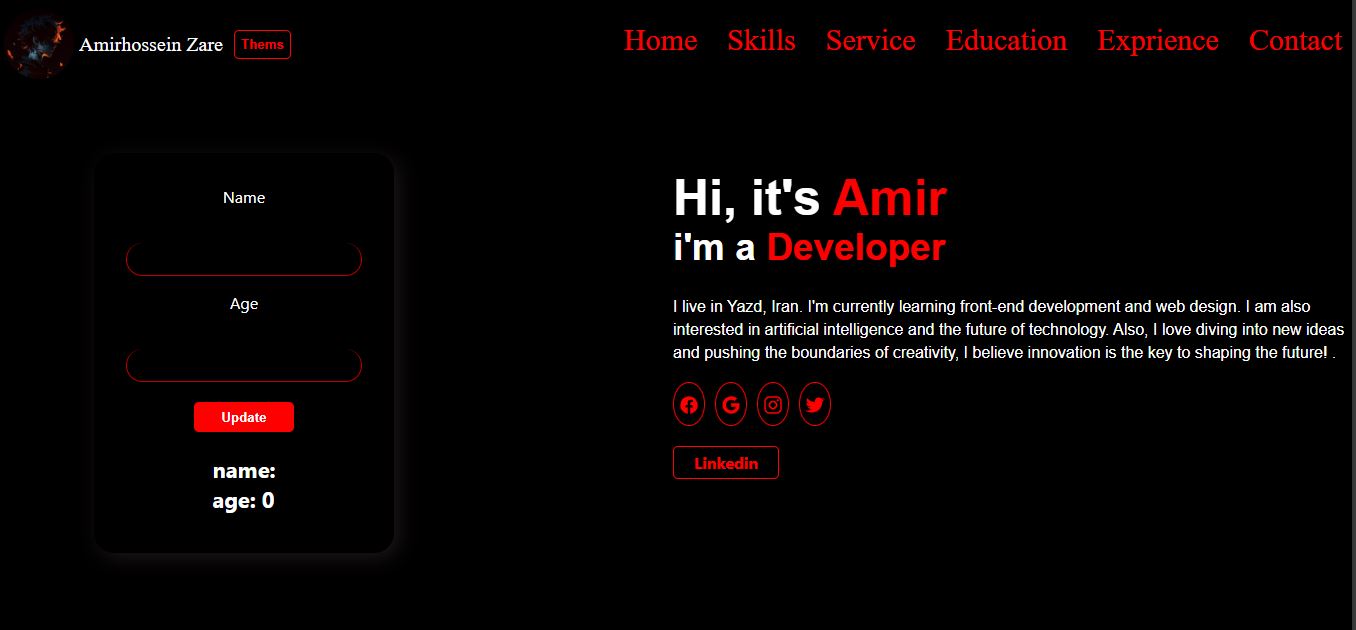 Amirhossein Zare
Thems
Home Skills Service Education Exprience Contact
Name
Age
Update
name:
age: 0
Hi, it's Amir
i'm a Developer
I live in Yazd, Iran. I'm currently learning front-end development and web design. I am also
interested in artificial intelligence and the future of technology. Also, I love diving into new ideas
and pushing the boundaries of creativity, I believe innovation is the key to shaping the future! .
Linkedin